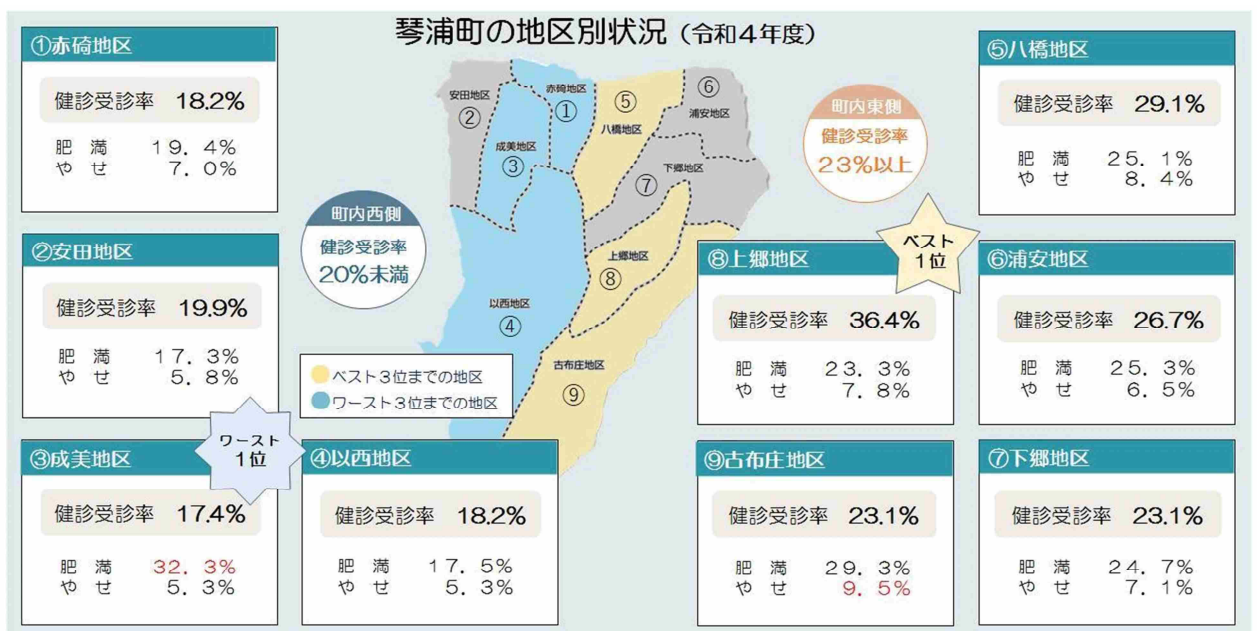 琴浦町の地区別状況（令和４年度）
①赤碕地区
健診受診率 18.2%
肥満 １９．４%
やせ ７．０%
②安田地区
健診受診率 19.9%
肥満 １７．３%
やせ ５．８%
ワースト
1位
③成美地区
健診受診率 17.4%
肥満 ３２．３%
やせ ５．３%
④以西地区
健診受診率 18.2%
肥満 １７．５%
やせ ５．３%
町内西側
健診受診率
20%未満
安田地区
②
赤碕地区
①
成美地区
③
⑤
八橋地区
⑥
浦安地区
下郷地区
⑦
上郷地区
⑧
以西地区
④
古布庄地区
⑨
ベスト３位までの地区
ワースト３位までの地区
町内東側
健診受診率
23%以上
⑤八橋地区
健診受診率 29.1%
肥満 ２５．１%
やせ ８．４%
ベスト
1位
⑧上郷地区
健診受診率 36.4%
肥満 ２３．３%
やせ ７．８%
⑥浦安地区
健診受診率 26.7%
肥満 ２５．３%
やせ ６．５%
⑨古布庄地区
健診受診率 23.1%
肥満 ２９．３%
やせ ９．５%
⑦下郷地区
健診受診率 23.1%
肥満 ２４．７%
やせ ７．１%